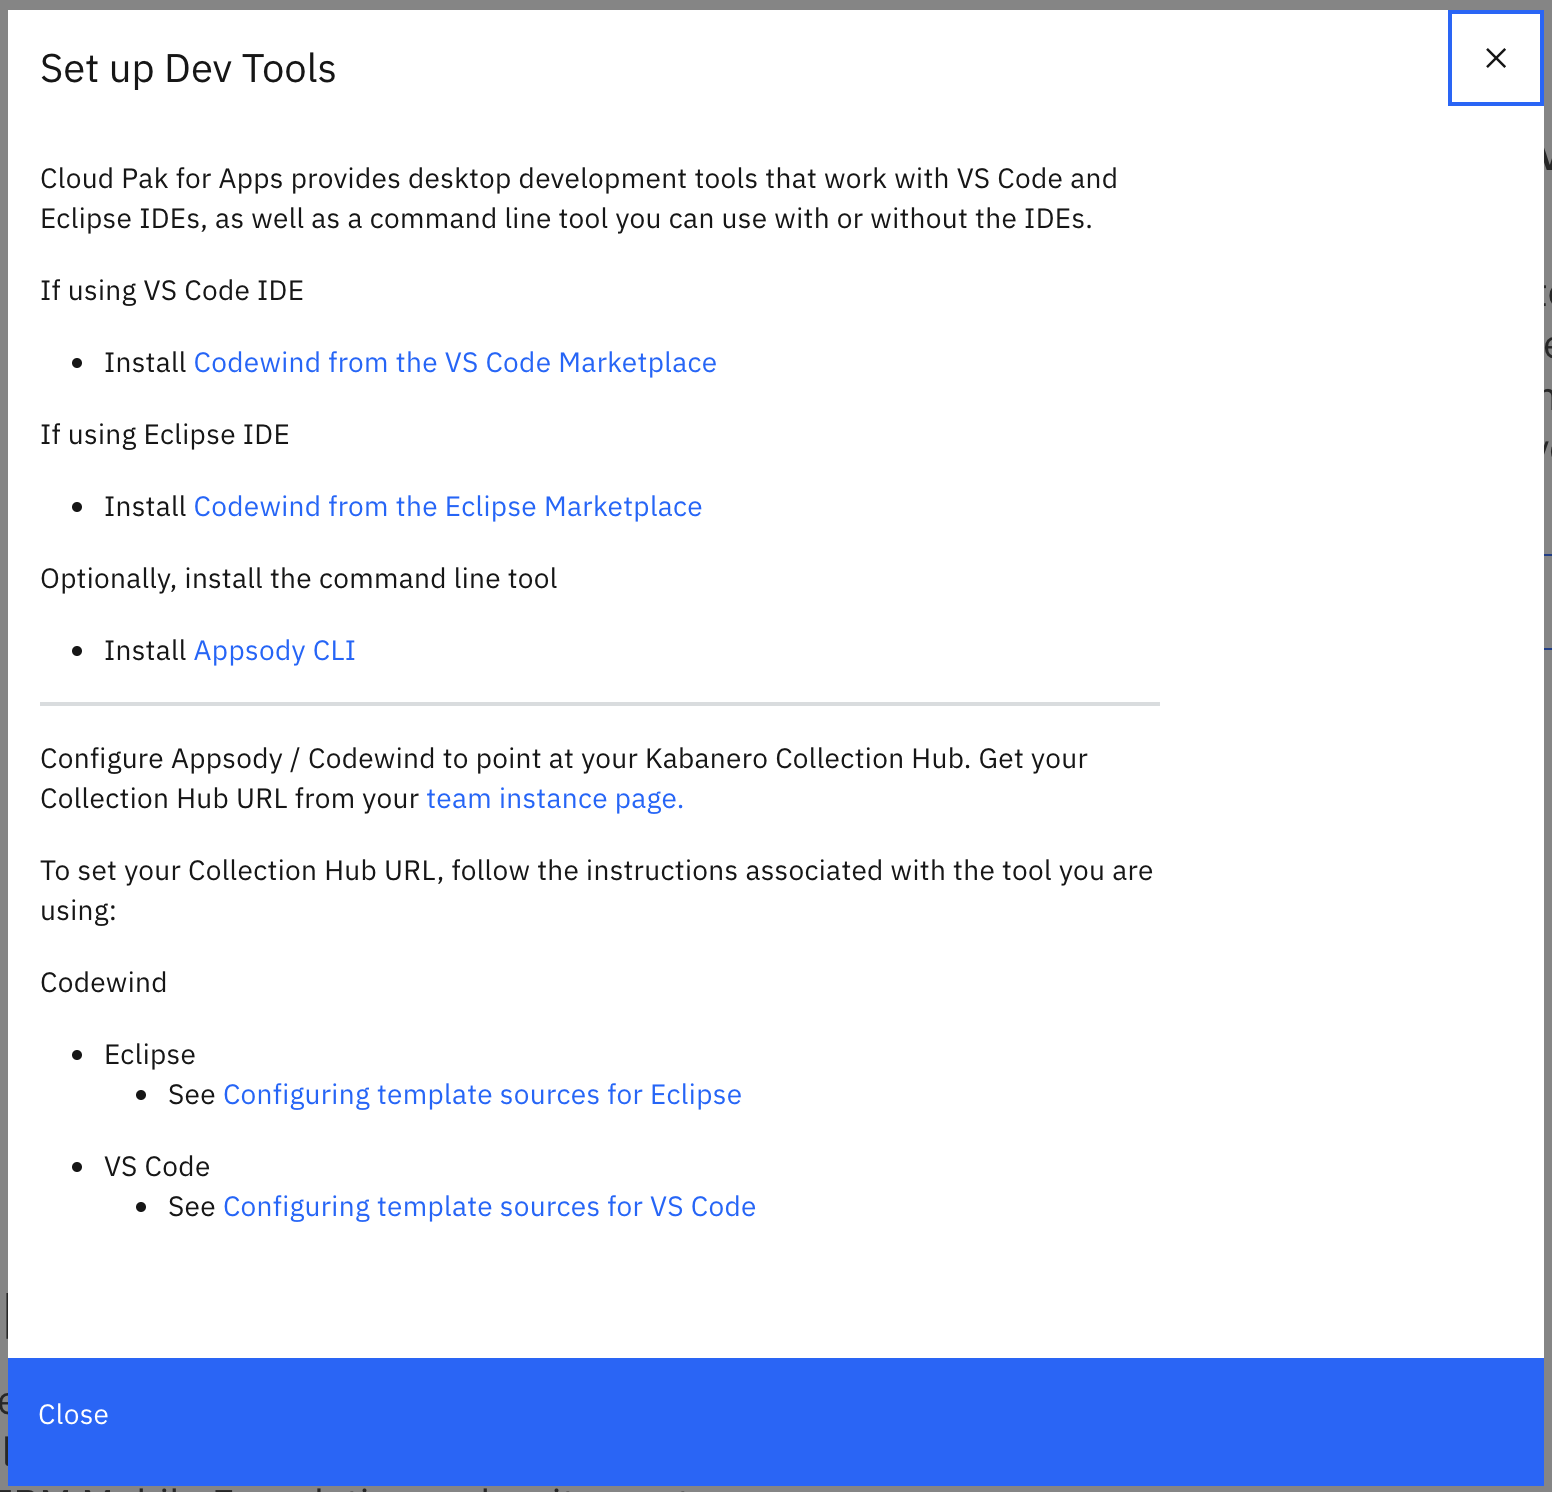 Set up Dev Tools
Cloud Pak for Apps provides desktop development tools that work with VS Code and
Eclipse IDEs, as well as a command line tool you can use with or without the IDEs.
If using VS Code IDE
• Install Codewind from the VS Code Marketplace
If using Eclipse IDE
• Install Codewind from the Eclipse Marketplace
Optionally, install the command line tool
• Install Appsody CLI
Configure Appsody / Codewind to point at your Kabanero Collection Hub. Get your
Collection Hub URL from your team instance page.
To set your Collection Hub URL, follow the instructions associated with the tool you are
using:
Codewind
• Eclipse
• See Configuring template sources for Eclipse
• VS Code
• See Configuring template sources for VS Code
Close